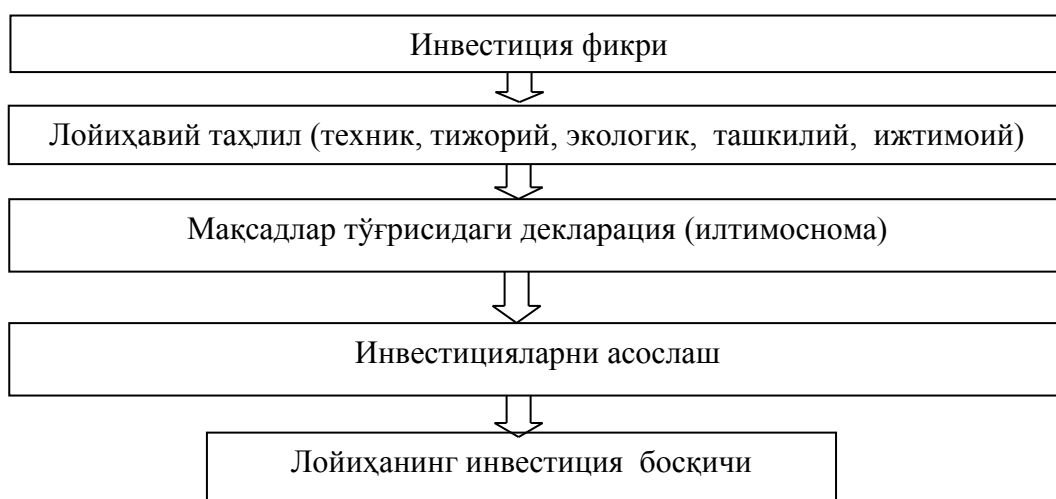 Инвестиция фикри
Лойиҳавий таҳлил (техник, тижорий, экологик, ташкилий, ижтимоий)
Мақсадлар тўғрисидаги декларация (илтимоснома)
Инвестицияларни асослаш
Лойиҳанинг инвестиция босқичи